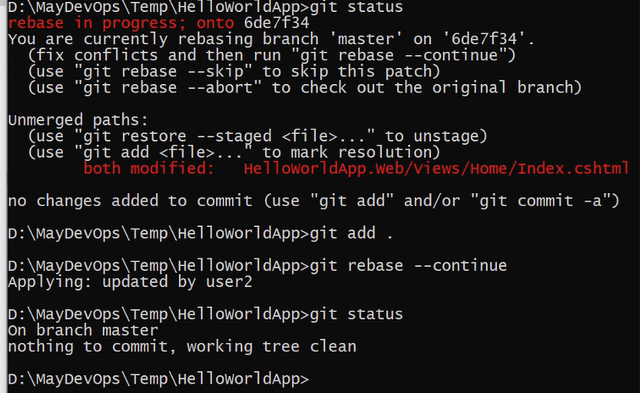 D:\MayDevOps\Temp\HelloWorldApp>git status
rebase in progress; onto 6de7f34
You are currently rebasing branch 'master' on '6de7f34'.
  (fix conflicts and then run "git rebase --continue")
  (use "git rebase --skip" to skip this patch)
  (use "git rebase --abort" to check out the original branch)
Unmerged paths:
  (use "git restore --staged <file>..." to unstage)
  (use "git add <file>..." to mark resolution)
        both modified:   HelloWorldApp.Web/Views/Home/Index.cshtml
no changes added to commit (use "git add" and/or "git commit -a")
D:\MayDevOps\Temp\HelloWorldApp>git add .
D:\MayDevOps\Temp\HelloWorldApp>git rebase --continue
Applying: updated by user2
D:\MayDevOps\Temp\HelloWorldApp>git status
On branch master
nothing to commit, working tree clean
D:\MayDevOps\Temp\HelloWorldApp>